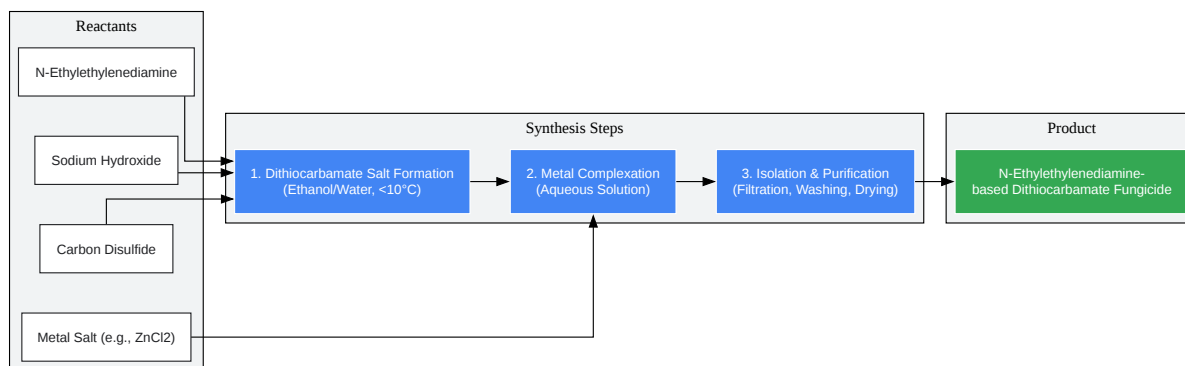 Reactants
N-Ethylethylenediamine
Sodium Hydroxide
Carbon Disulfide
Metal Salt (e.g., ZnCl2)
Synthesis Steps
1. Dithiocarbamate Salt Formation
(Ethanol/Water, <10°C)
2. Metal Complexation
(Aqueous Solution)
3. Isolation & Purification
(Filtration, Washing, Drying)
Product
N-Ethylethylenediamine-
based Dithiocarbamate Fungicide